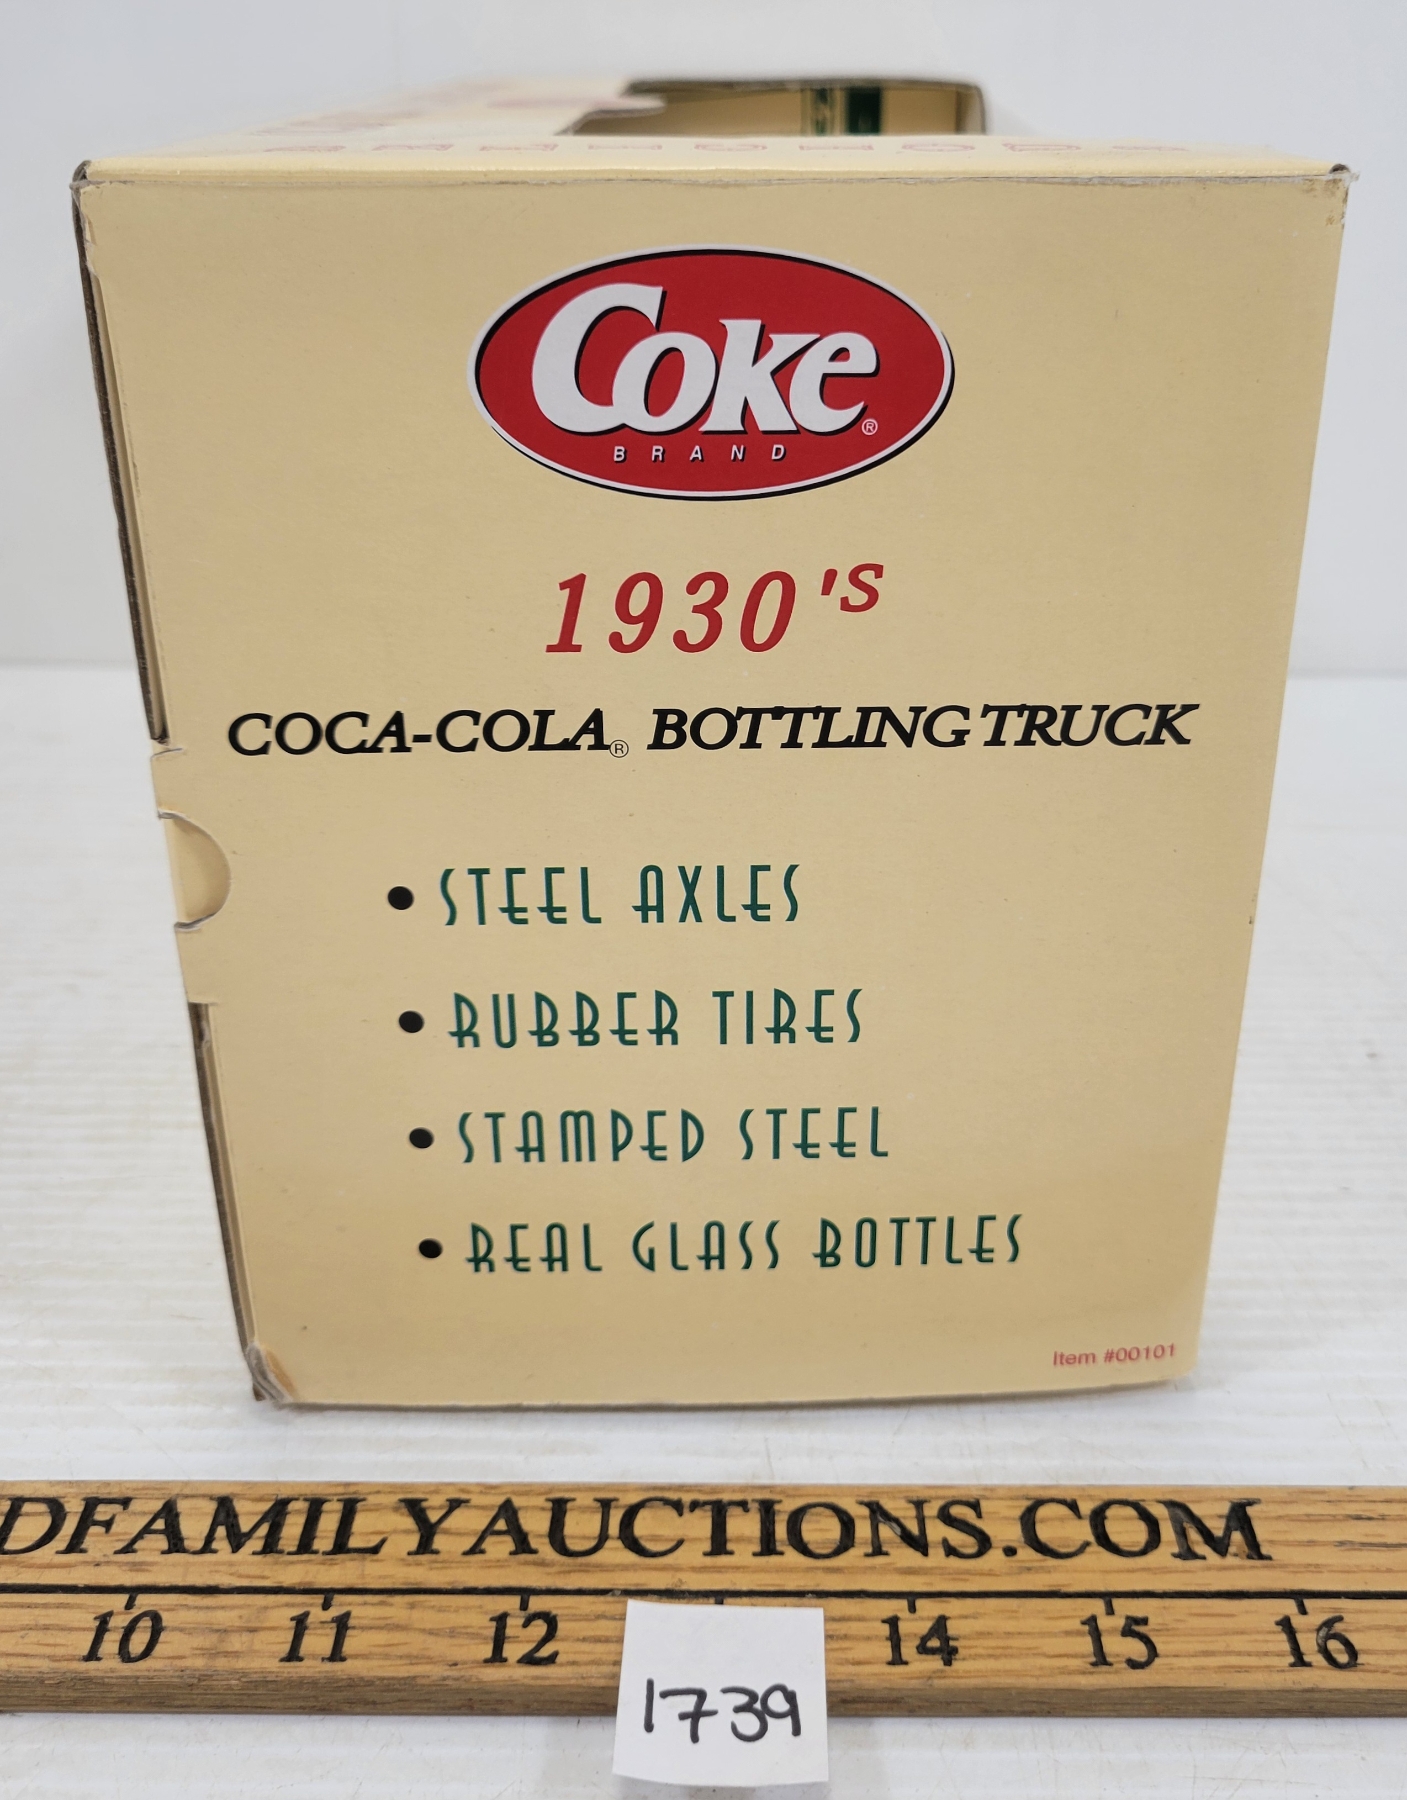 Coke®
BRAND
1930's
COCA-COLA® BOTTLING TRUCK
• STEEL AXLES
• RUBBER TIRES
• STAMPED STEEL
• REAL GLASS BOTTLES
Item #00101
DFAMILYAUCTIONS.COM
10 11 12 14 15 16
1739